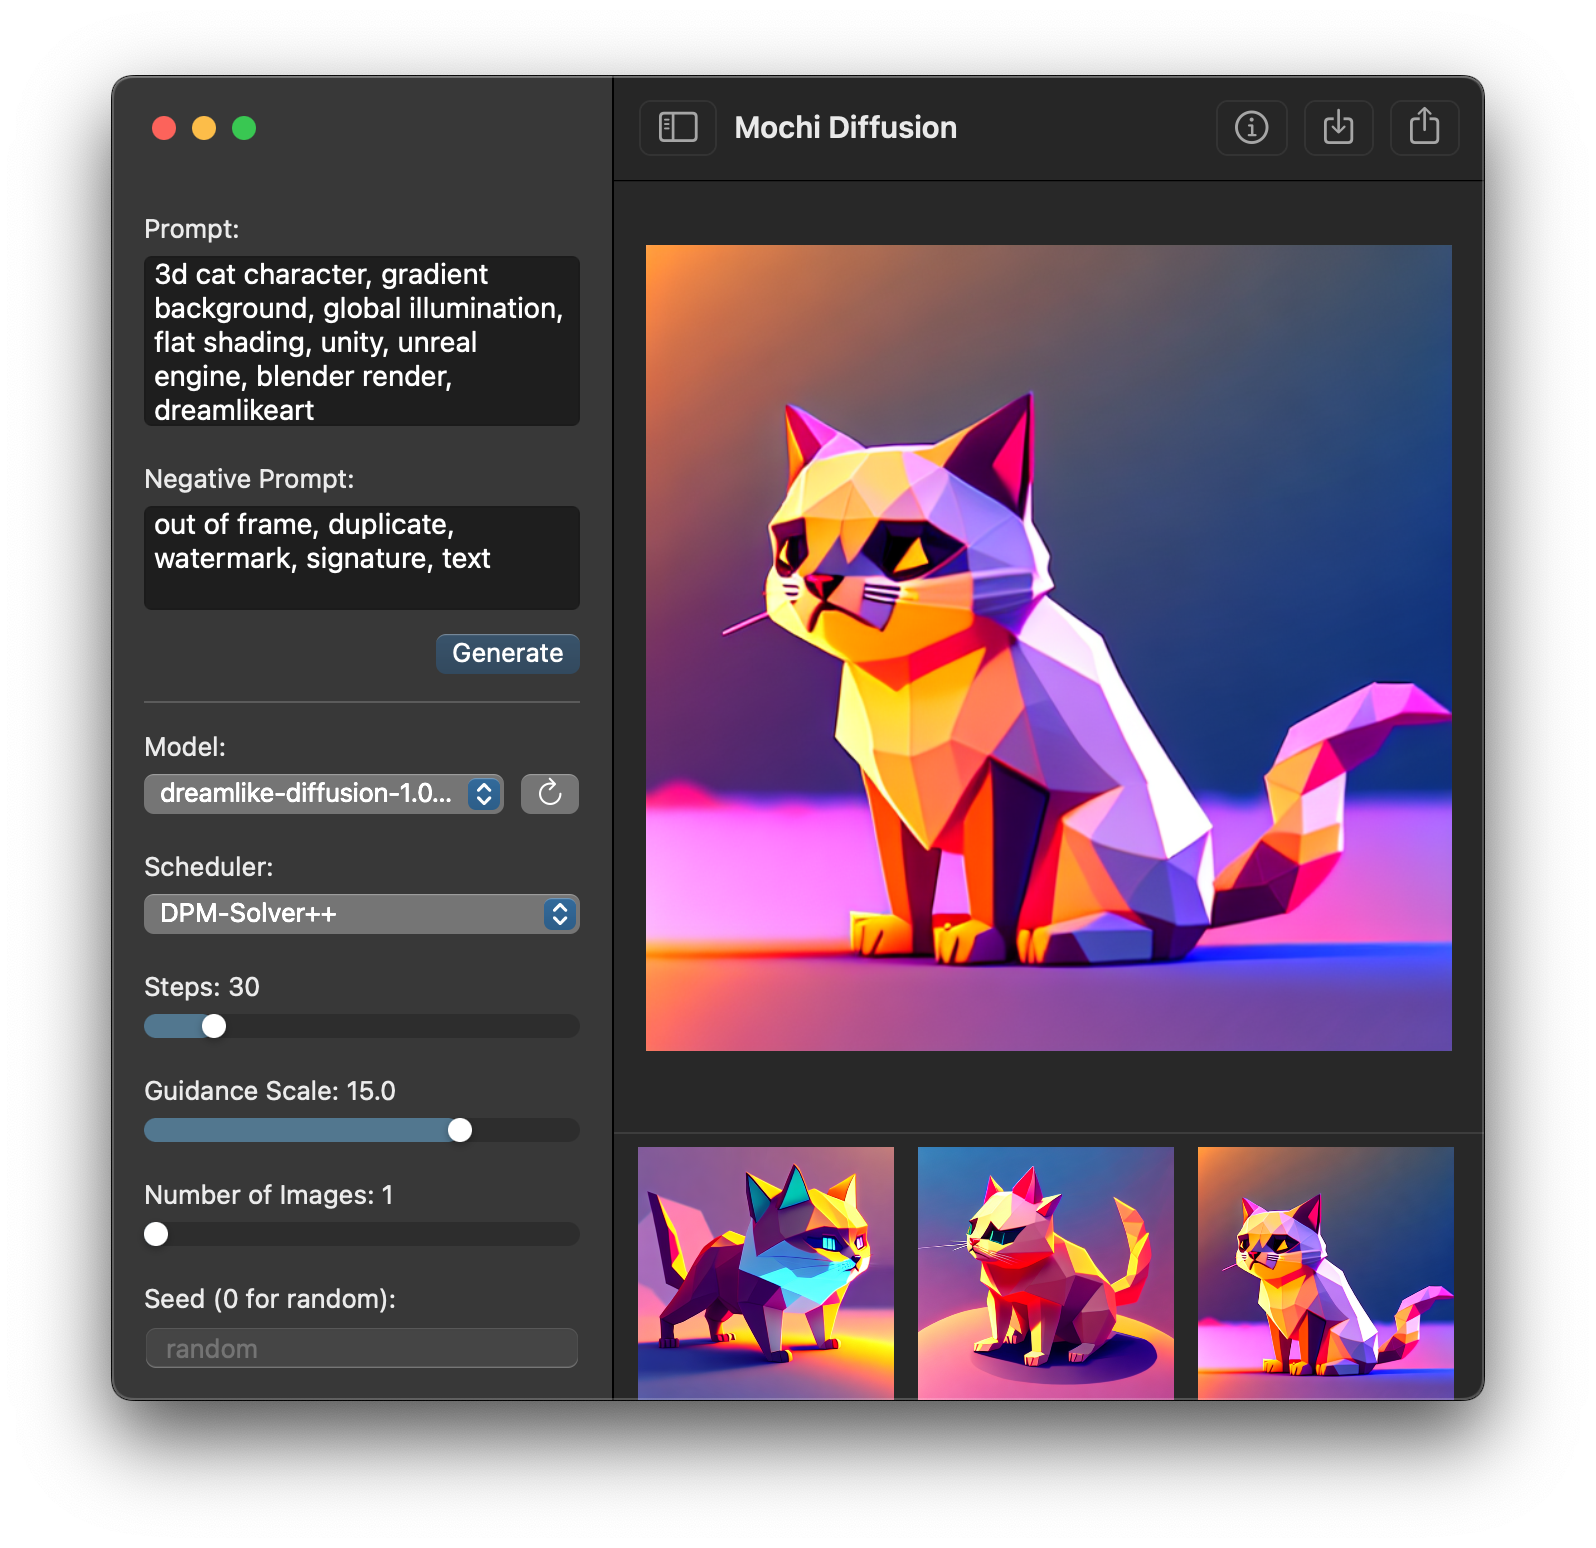 Mochi Diffusion
Prompt:
3d cat character, gradient
background, global illumination,
flat shading, unity, unreal
engine, blender render,
dreamlikeart
Negative Prompt:
out of frame, duplicate,
watermark, signature, text
Generate
Model:
dreamlike-diffusion-1.0...
Scheduler:
DPM-Solver++
Steps: 30
Guidance Scale: 15.0
Number of Images: 1
Seed (0 for random):
random